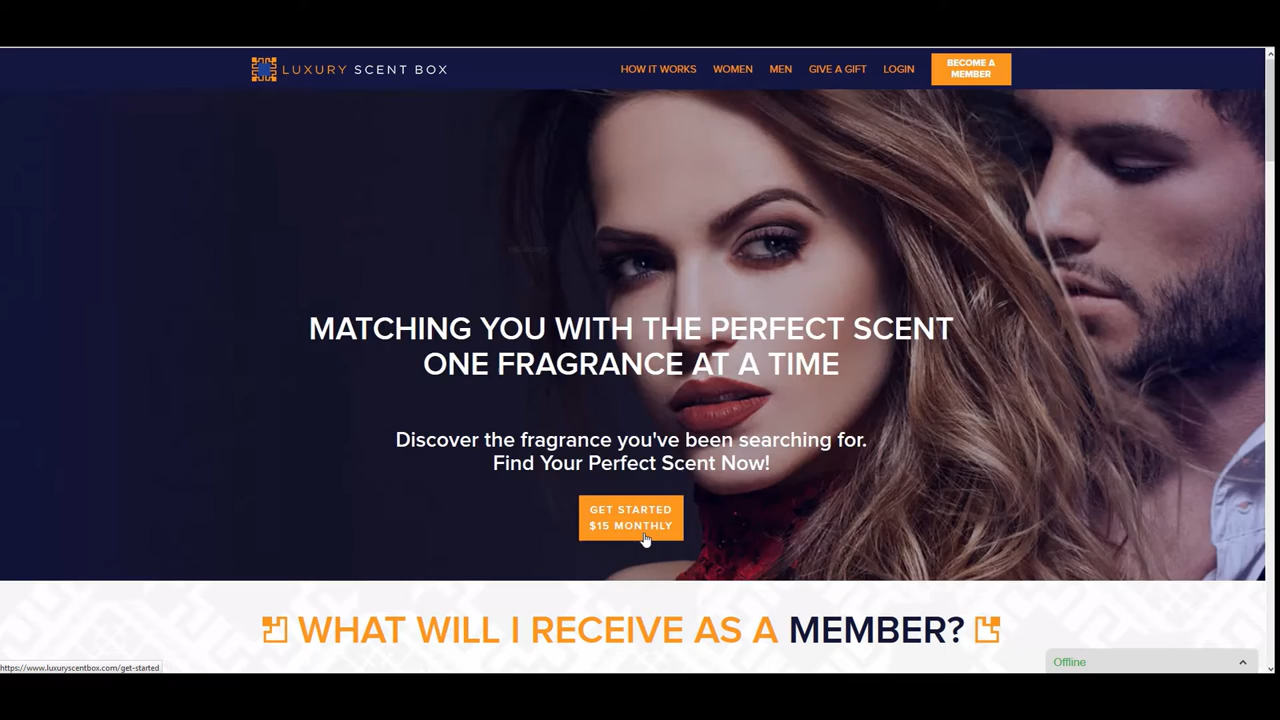 LUXURY SCENT BOX
HOW IT WORKS
WOMEN
MEN
GIVE A GIFT
LOGIN
BECOME A
MEMBER
MATCHING YOU WITH THE PERFECT SCENT
ONE FRAGRANCE AT A TIME
Discover the fragrance you've been searching for.
Find Your Perfect Scent Now!
GET STARTED
$15 MONTHLY
WHAT WILL I RECEIVE AS A MEMBER?
https://www.luxuryscentbox.com/get-started
Offline